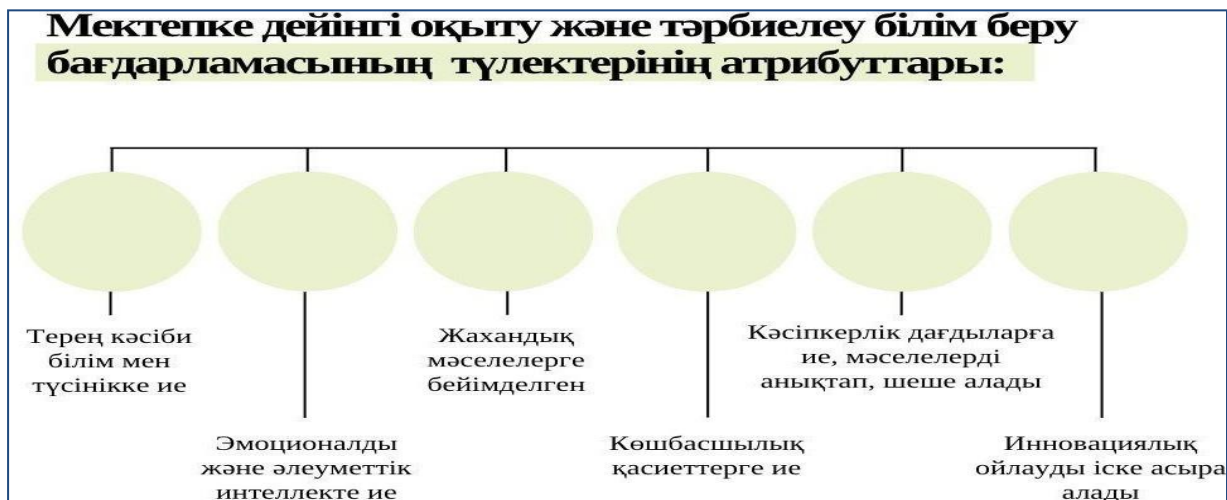 Мектепке дейінгі оқыту және тәрбиелеу білім беру
бағдарламасының түлектерінің атрибуттары:
Терең кәсіби
білім мен
түсінікке ие
Эмоционалды
және әлеуметтік
интеллекте ие
Жахандық
мәселелерге
бейімделген
Көшбасшылық
қасиеттерге ие
Кәсіпкерлік дағдыларға
ие, мәселелерді
анықтап, шеше алады
Инновациялық
ойлауды іске асыра
алады